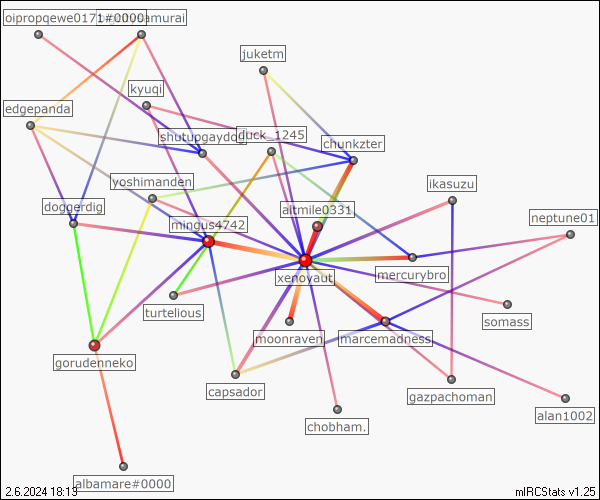 oipropqewe0171#0000
samurai
juketm
kyuqi
edgepanda
shutupgaydog
duck_1245
chunkzter
yoshimanden
ikasuzu
doggerdig
altmile0331
mingus4742
neptune01
xenoyaut
mercurybro
turtelious
somass
moonraven
marcemadness
gorudenneko
capsador
gazpachoman
chobham.
alan1002
albamare#0000
2.6.2024 18:13
mIRCStats v1.25